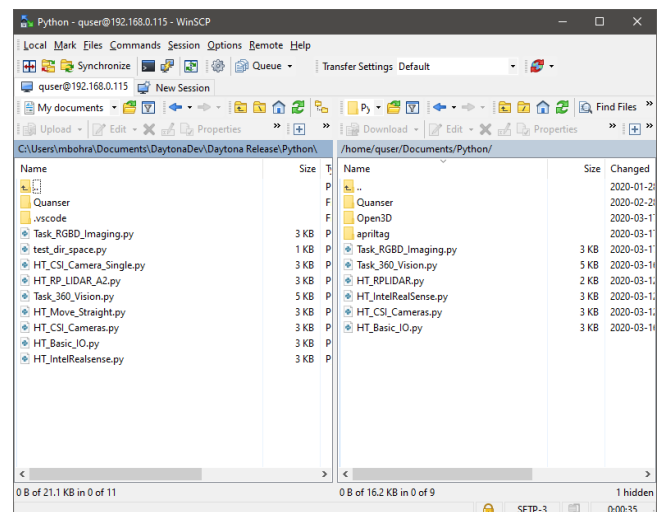 Python - quser@192.168.0.115 - WinSCP
Local Mark Files Commands Session Options Remote Help
Synchronize Queue Transfer Settings Default
quser@192.168.0.115 New Session
My documents Py Find Files »
Upload Edit Properties » » Download Edit Properties » »
C:\Users\mbohra\Documents\DaytonaDev\Daytona Release\Python\ /home/quser/Documents/Python/
Name Size Name Size Changed
.. P .. 2020-01-2
Quanser F Quanser 2020-02-2
.vscode F Open3D 2020-03-1
Task_RGBD_Imaging.py 3 KB P apriltag 2020-03-1
test_dir_space.py 1 KB P Task_RGBD_Imaging.py 3 KB 2020-03-1
HT_CSI_Camera_Single.py 3 KB P Task_360_Vision.py 5 KB 2020-03-1
HT_RP_LIDAR_A2.py 3 KB P HT_RPLIDAR.py 2 KB 2020-03-1
Task_360_Vision.py 5 KB P HT_IntelRealSense.py 3 KB 2020-03-1
HT_Move_Straight.py 3 KB P HT_CSI_Cameras.py 3 KB 2020-03-1
HT_CSI_Cameras.py 3 KB P HT_Basic_IO.py 3 KB 2020-03-1
HT_Basic_IO.py 3 KB P
HT_IntelRealsense.py 3 KB P
0 B of 21.1 KB in 0 of 11 0 B of 16.2 KB in 0 of 9 1 hidden
SFTP-3 0:00:35